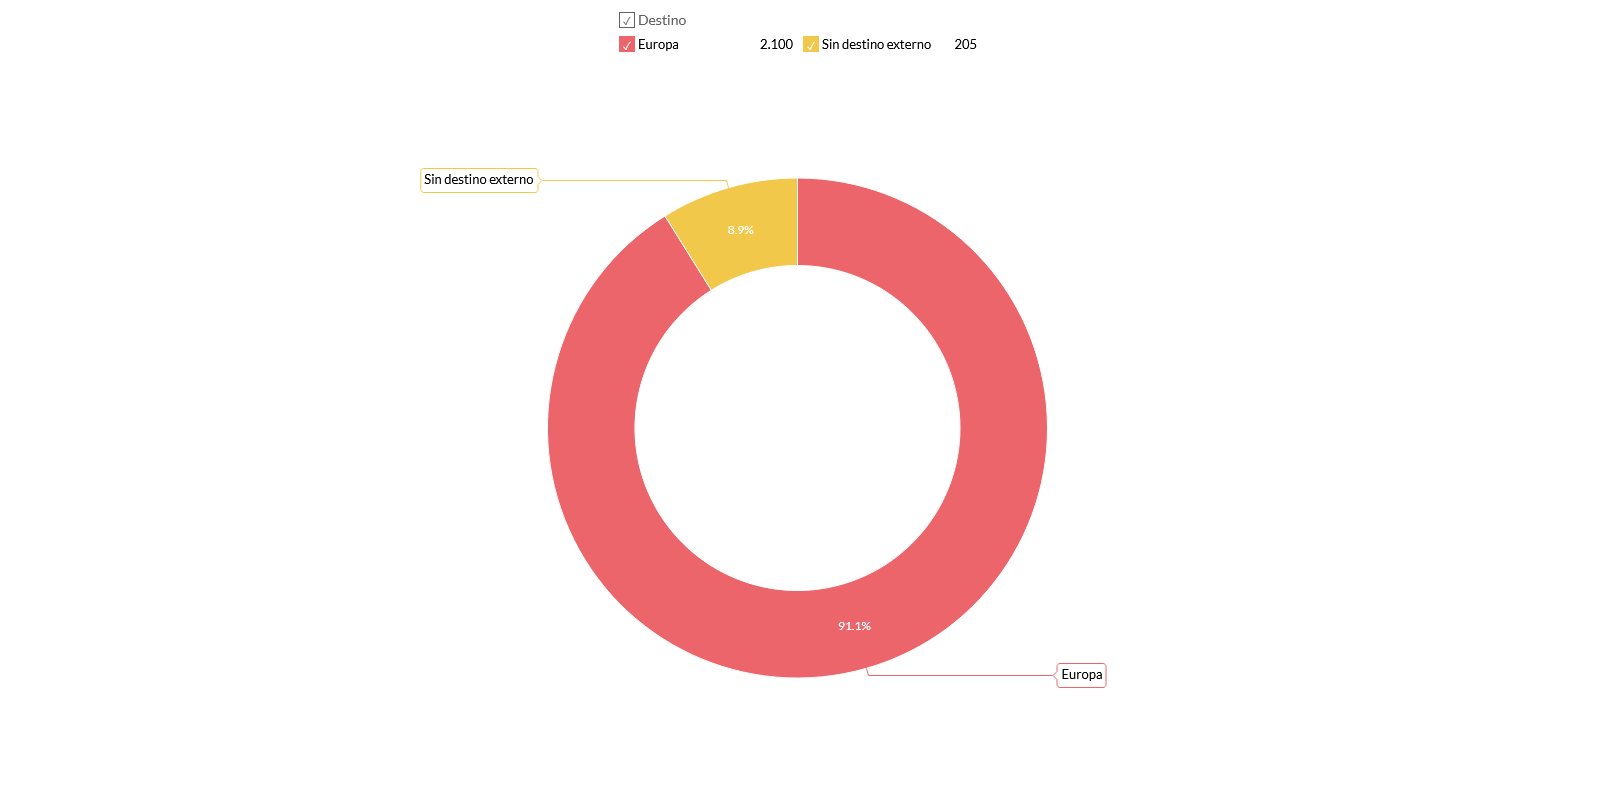 Destino
Europa 2.100 Sin destino externo 205
Sin destino externo
8.9%
91.1%
Europa